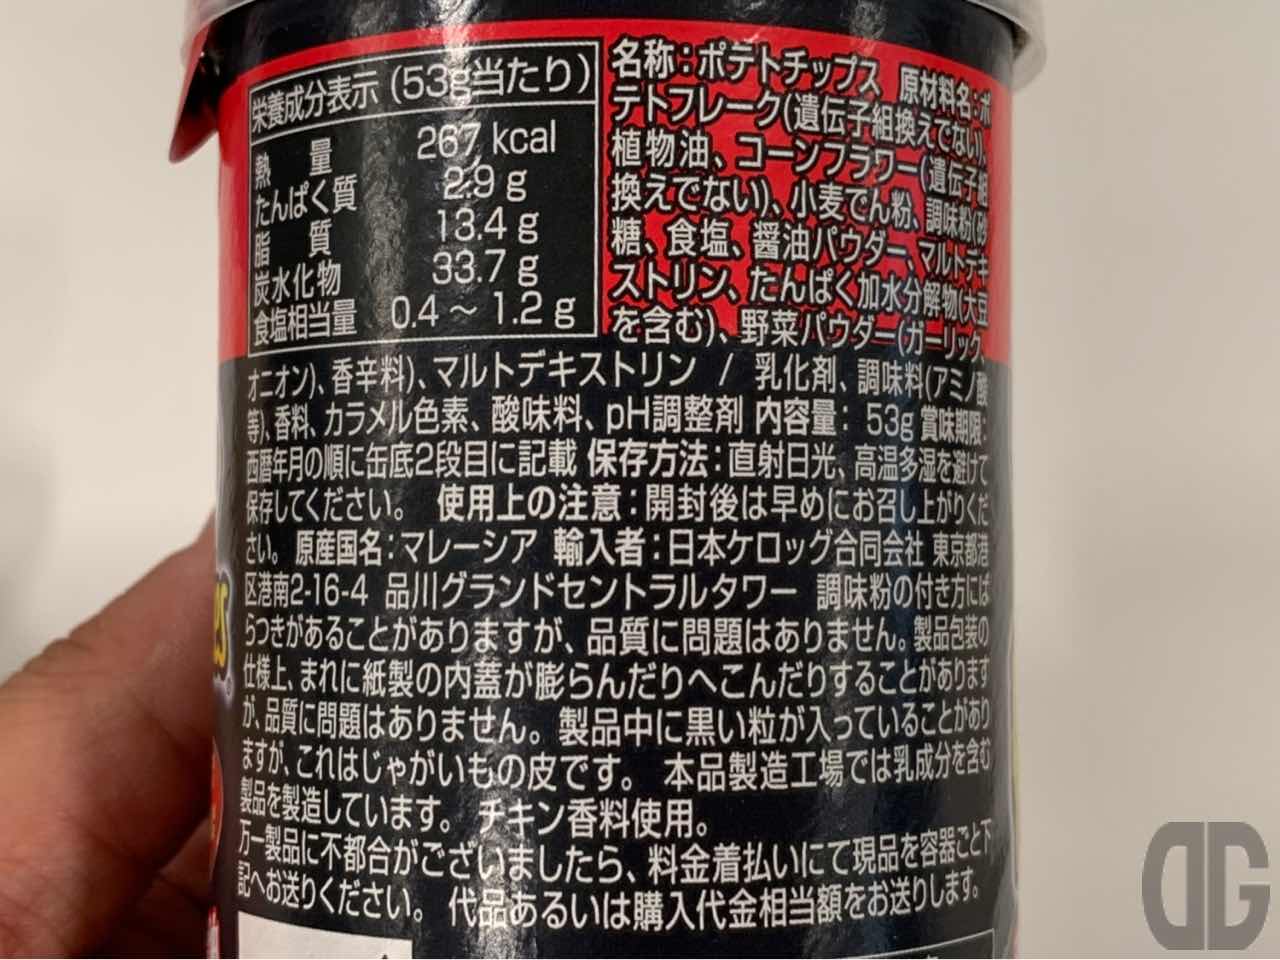 栄養成分表示 (53g当たり)
熱量 267 kcal
たんぱく質 2.9 g
脂質 13.4 g
炭水化物 33.7 g
食塩相当量 0.4～1.2 g
名称：ポテトチップス 原材料名：ポ
テトフレーク(遺伝子組換えでない)、
植物油、コーンフラワー(遺伝子組
換えでない)、小麦でん粉、調味粉(砂
糖、食塩、醤油パウダー、マルトデキ
ストリン、たんぱく加水分解物(大豆
を含む)、野菜パウダー(ガーリック、
オニオン)、香辛料)、マルトデキストリン / 乳化剤、調味料(アミノ酸
等)、香料、カラメル色素、酸味料、pH調整剤 内容量：53g 賞味期限：
西暦年月の順に缶底2段目に記載 保存方法：直射日光、高温多湿を避けて
保存してください。 使用上の注意：開封後は早めにお召し上がりくだ
さい。 原産国名：マレーシア 輸入者：日本ケロッグ合同会社 東京都港
区港南2-16-4 品川グランドセントラルタワー 調味粉の付き方にば
らつきがあることがありますが、品質に問題はありません。製品包装の
仕様上、まれに紙製の内蓋が膨らんだりへこんだりすることがあります
が、品質に問題はありません。製品中に黒い粒が入っていることがあり
ますが、これはじゃがいもの皮です。 本品製造工場では乳成分を含む
製品を製造しています。 チキン香料使用。
万一製品に不都合がございましたら、料金着払いにて現品を容器ごと下
記へお送りください。 代品あるいは購入代金相当額をお送りします。
DG